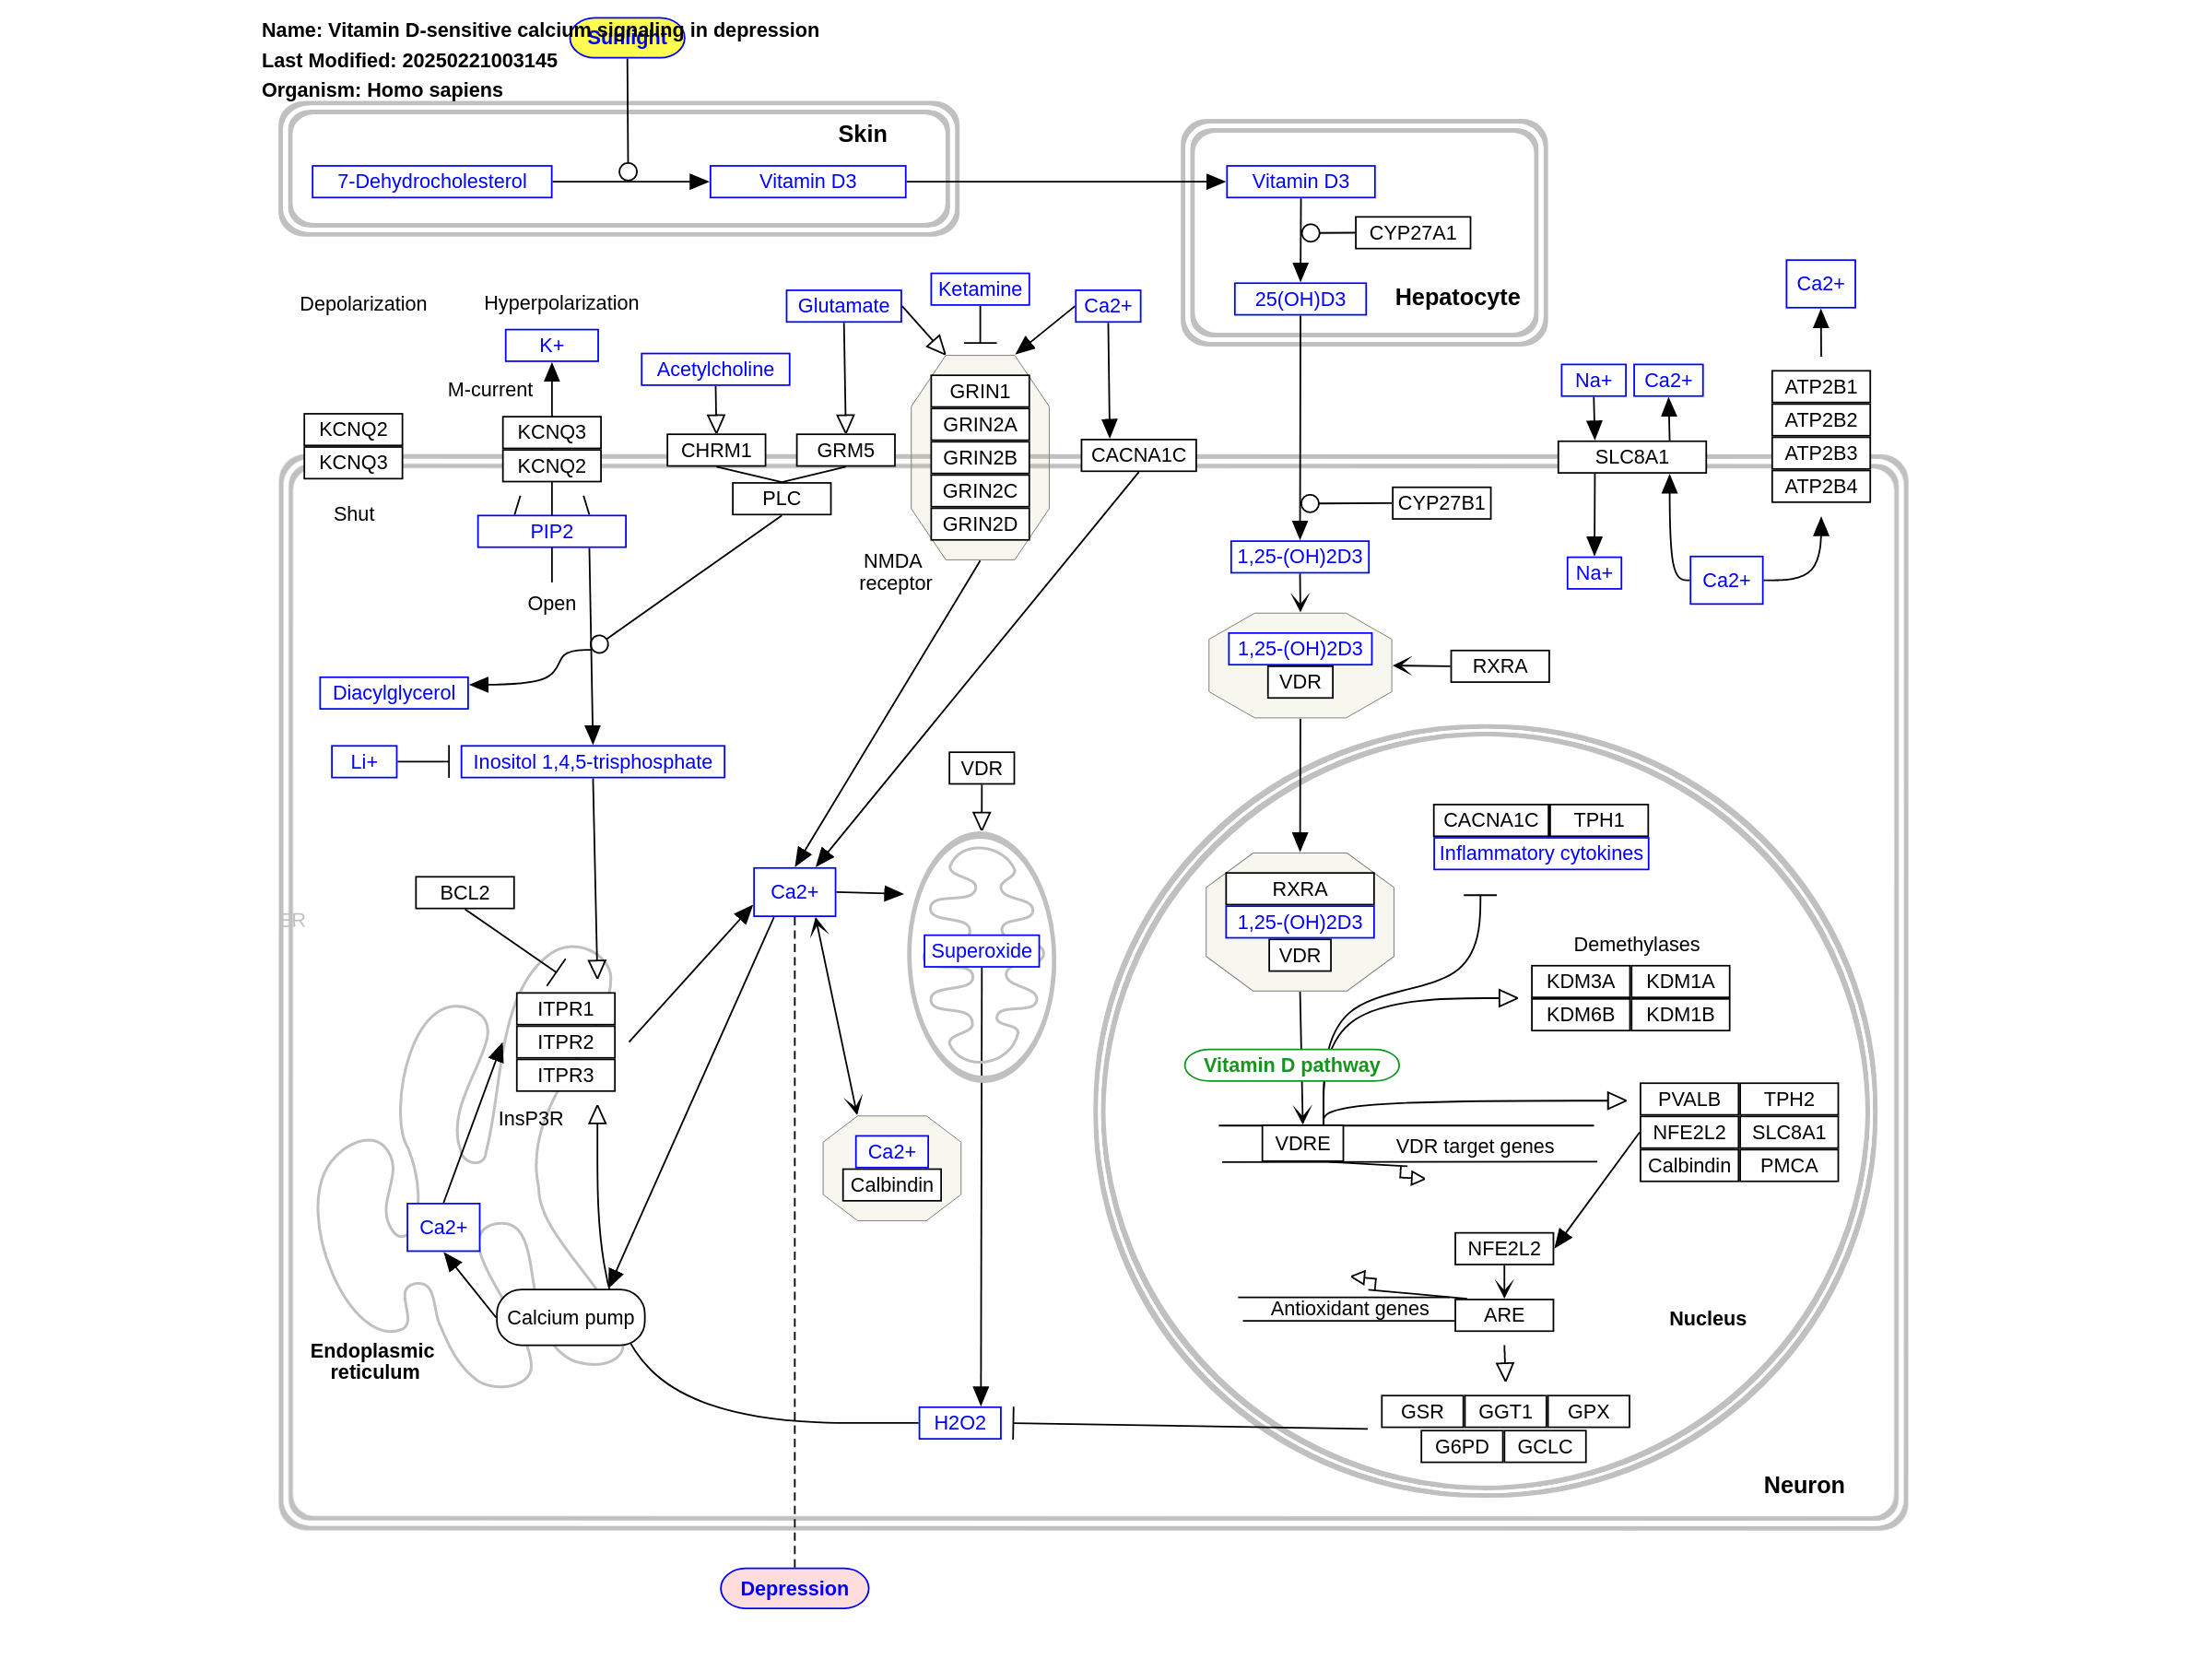 Name: Vitamin D-sensitive calcium signaling in depression
Sunlight
Last Modified: 20250221003145
Organism: Homo sapiens
Skin
7-Dehydrocholesterol
Vitamin D3
Vitamin D3
CYP27A1
25(OH)D3
Hepatocyte
Depolarization
Hyperpolarization
K+
M-current
KCNQ2
KCNQ3
KCNQ3
KCNQ2
Shut
PIP2
Open
Acetylcholine
Glutamate
Ketamine
Ca2+
CHRM1
GRM5
PLC
GRIN1
GRIN2A
GRIN2B
GRIN2C
GRIN2D
NMDA
receptor
CACNA1C
Ca2+
Na+
Ca2+
ATP2B1
ATP2B2
ATP2B3
ATP2B4
SLC8A1
Na+
Ca2+
CYP27B1
1,25-(OH)2D3
1,25-(OH)2D3
VDR
RXRA
Diacylglycerol
Li+
Inositol 1,4,5-trisphosphate
VDR
BCL2
ER
Ca2+
Superoxide
ITPR1
ITPR2
ITPR3
InsP3R
Ca2+
Calbindin
Ca2+
Calcium pump
Endoplasmic
reticulum
H2O2
CACNA1C
TPH1
Inflammatory cytokines
RXRA
1,25-(OH)2D3
VDR
Demethylases
KDM3A
KDM1A
KDM6B
KDM1B
Vitamin D pathway
VDRE
VDR target genes
PVALB
TPH2
NFE2L2
SLC8A1
Calbindin
PMCA
NFE2L2
Antioxidant genes
ARE
Nucleus
GSR
GGT1
GPX
G6PD
GCLC
Neuron
Depression